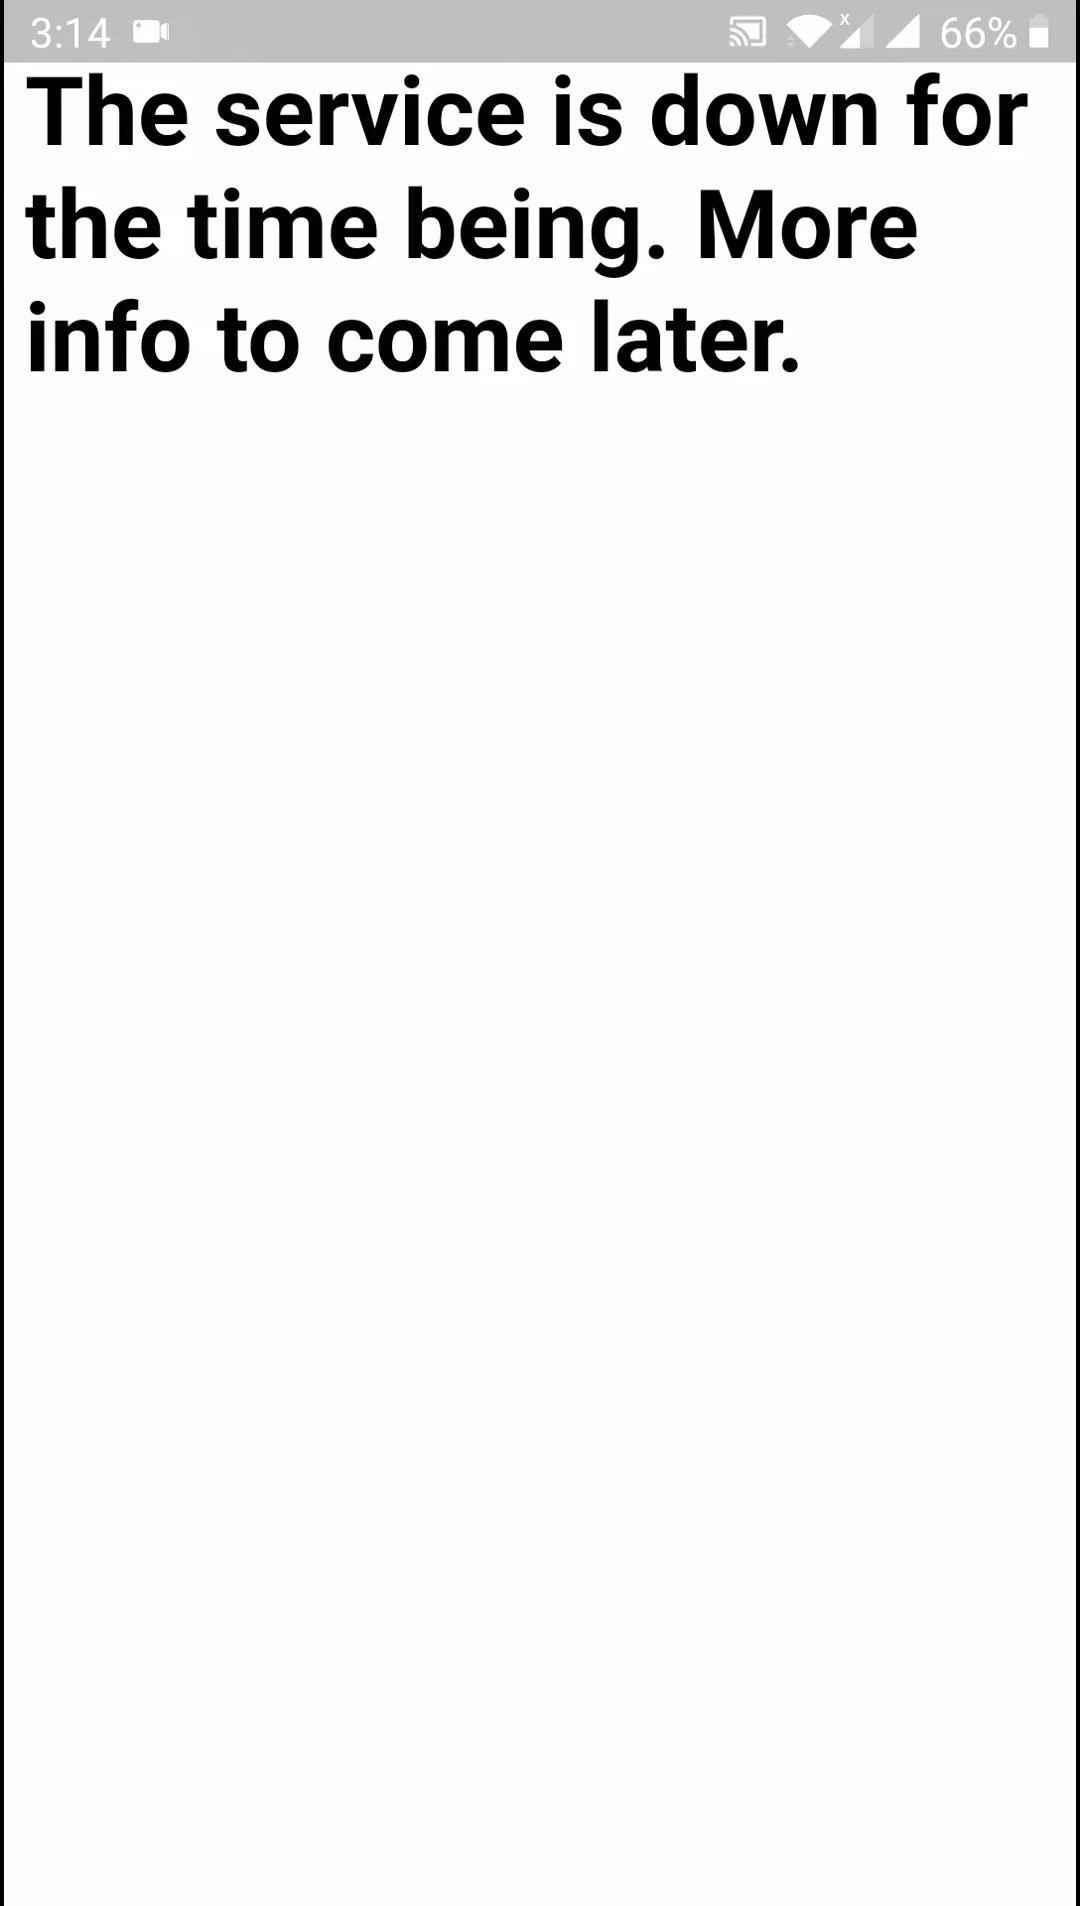 3:14 x 66%
The service is down for
the time being. More
info to come later.